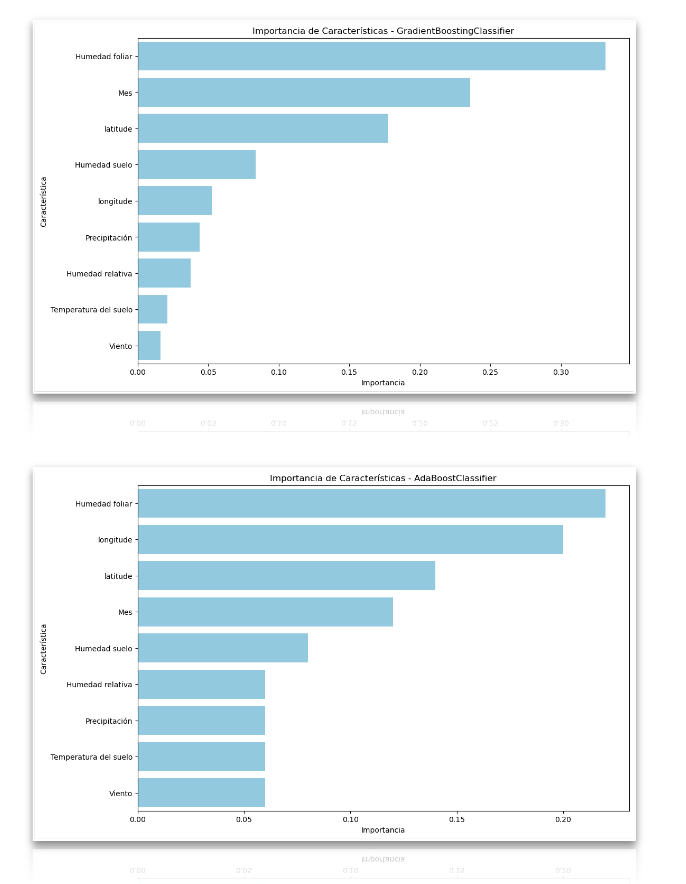 Importancia de Características - GradientBoostingClassifier
Característica
Humedad foliar
Mes
latitude
Humedad suelo
longitude
Precipitación
Humedad relativa
Temperatura del suelo
Viento
0.00 0.05 0.10 0.15 0.20 0.25 0.30
Importancia
Importancia de Características - AdaBoostClassifier
Característica
Humedad foliar
longitude
latitude
Mes
Humedad suelo
Humedad relativa
Precipitación
Temperatura del suelo
Viento
0.00 0.05 0.10 0.15 0.20
Importancia